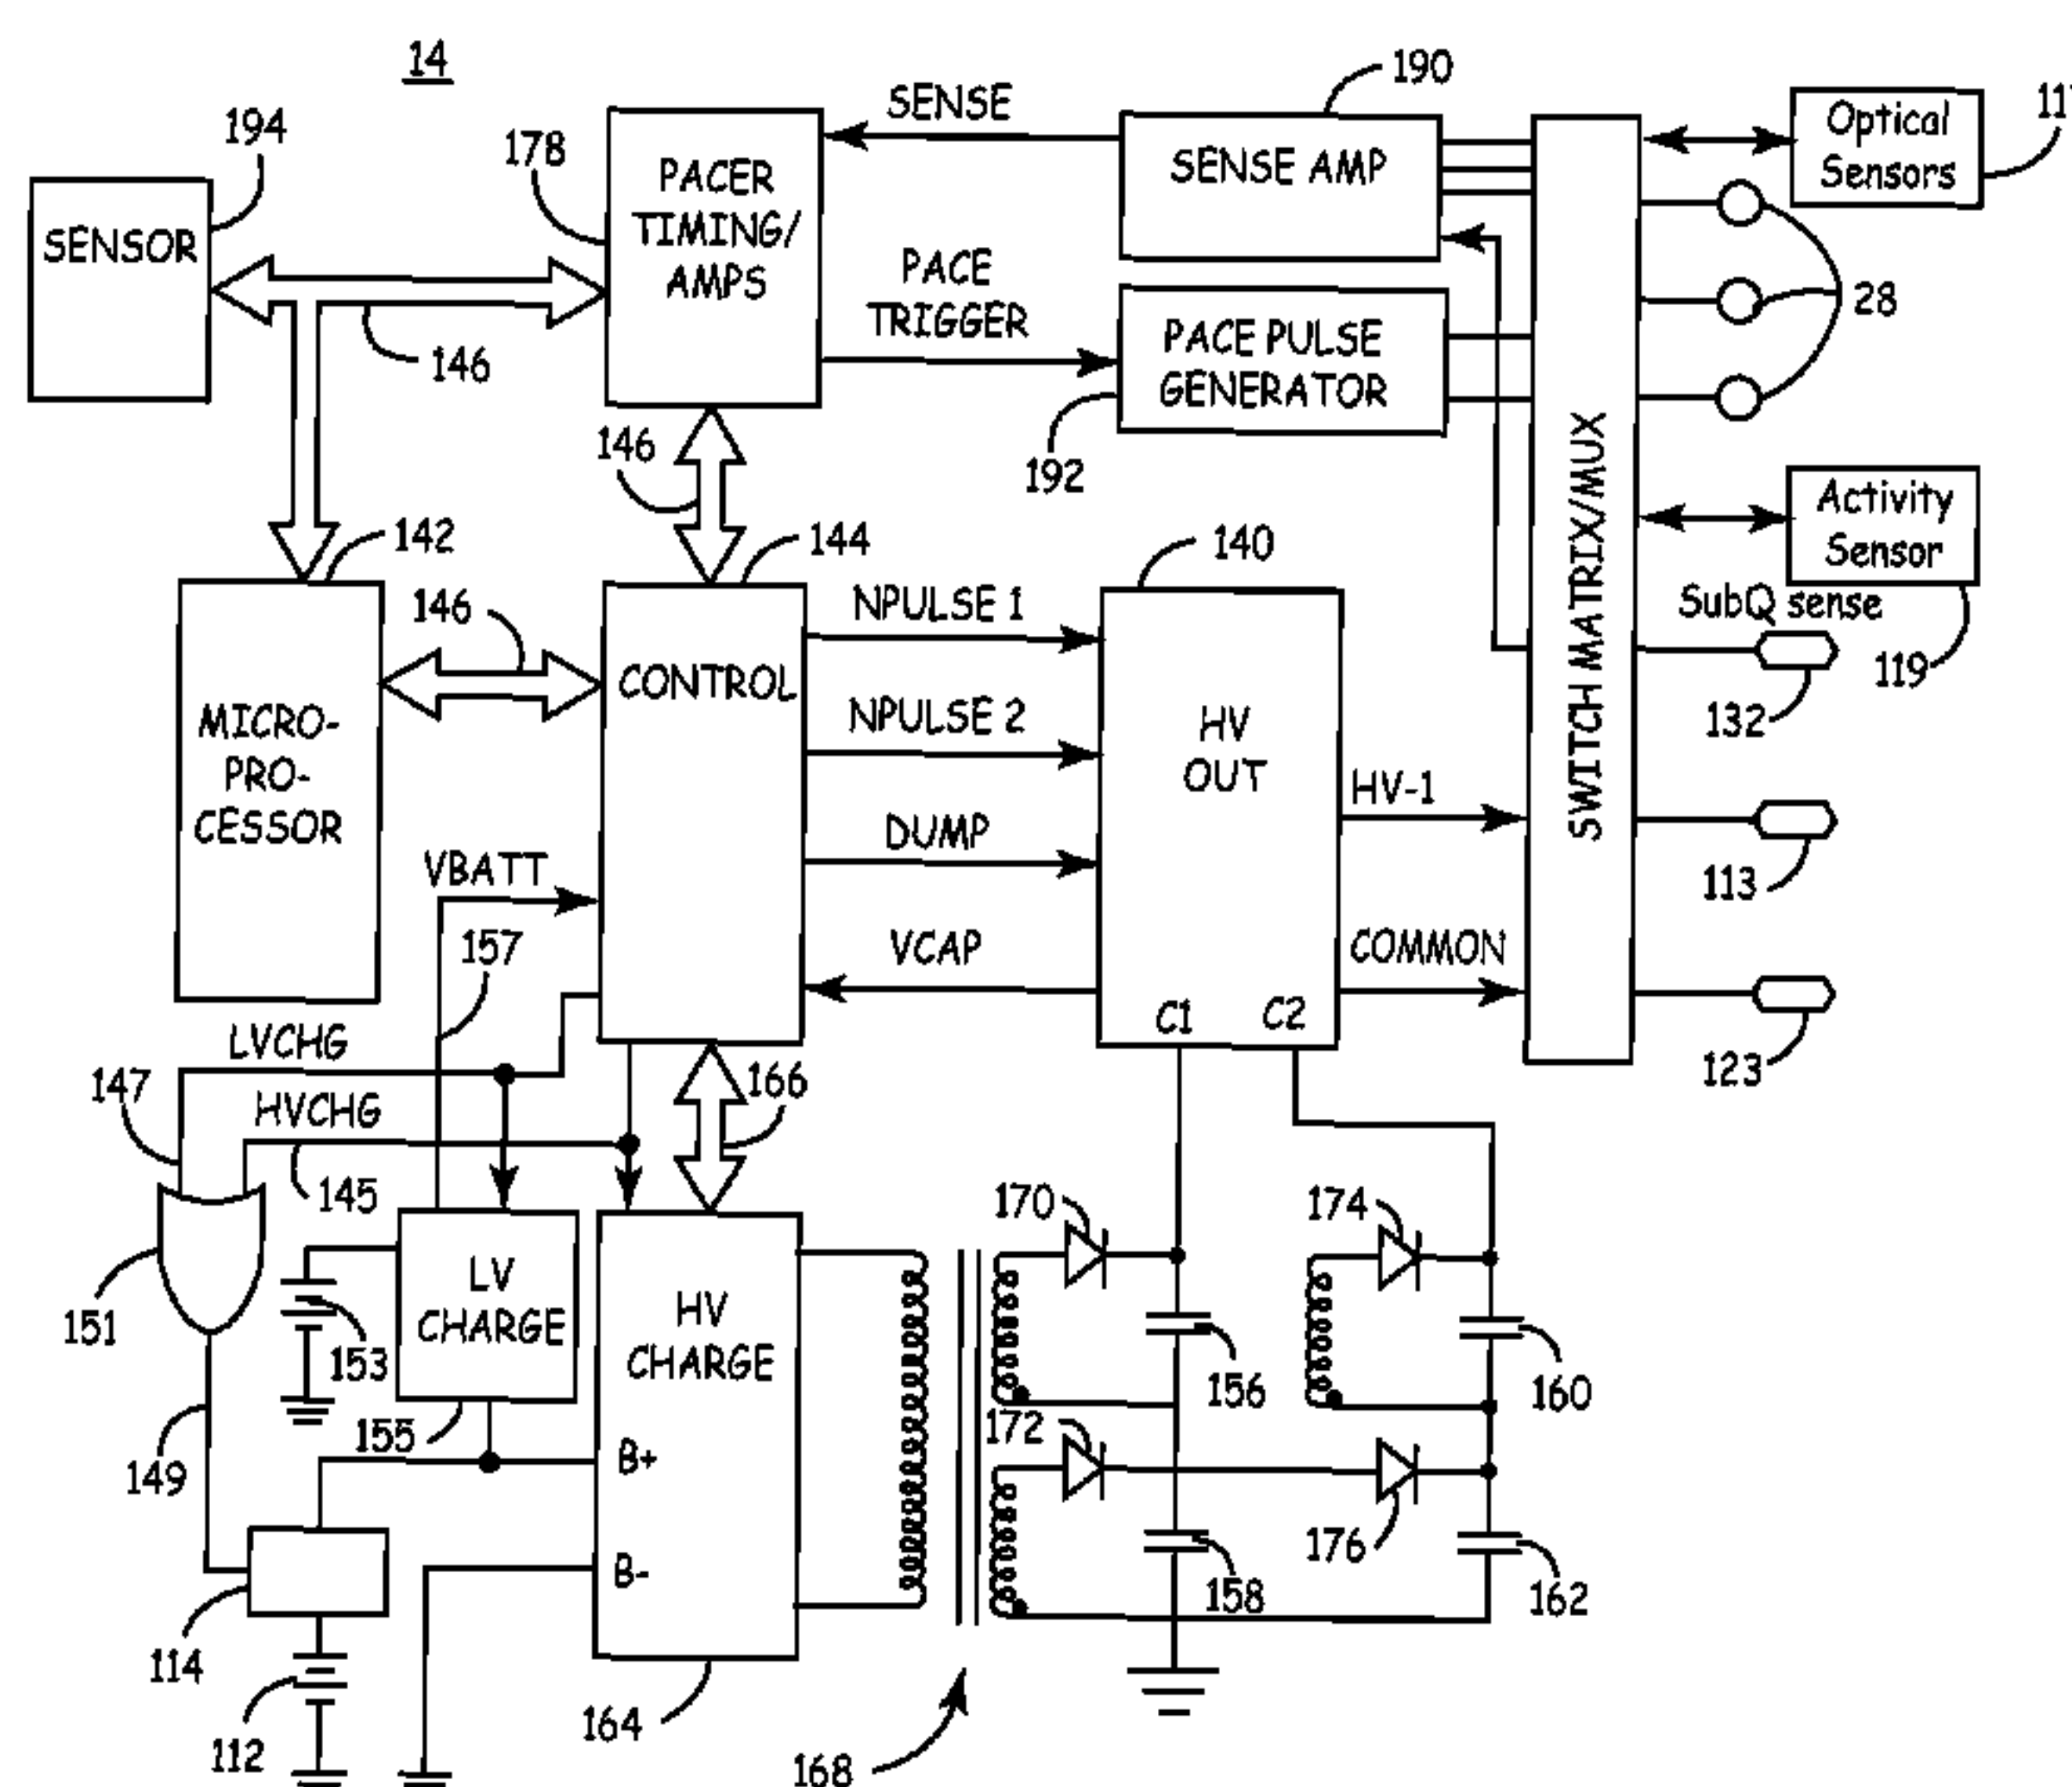 14
194
SENSOR
178
PACER
TIMING/
AMPS
SENSE
190
SENSE AMP
Optical
Sensors
PACE
TRIGGER
PACE PULSE
GENERATOR
192
28
146
146
SWITCH MATRIX/MUX
Activity
Sensor
119
SubQ sense
132
142
144
140
146
MICRO-
PRO-
CESSOR
CONTROL
NPULSE 1
NPULSE 2
DUMP
VCAP
HV
OUT
HV-1
COMMON
C1
C2
113
123
VBATT
157
LVCHG
147
HVCHG
145
166
151
153
LV
CHARGE
155
HV
CHARGE
B+
B-
149
114
112
164
168
170
174
156
160
172
176
158
162